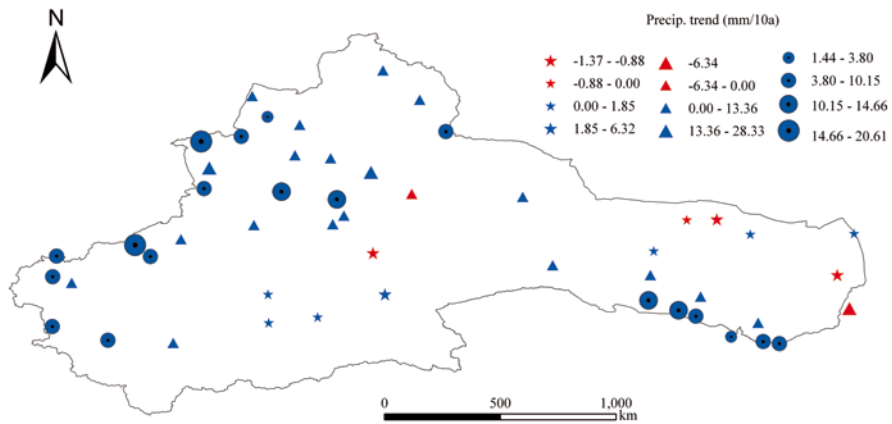 N
Precip. trend (mm/10a)
-1.37 - -0.88
-6.34
1.44 - 3.80
-0.88 - 0.00
-6.34 - 0.00
3.80 - 10.15
0.00 - 1.85
0.00 - 13.36
10.15 - 14.66
1.85 - 6.32
13.36 - 28.33
14.66 - 20.61
0
500
1,000
km